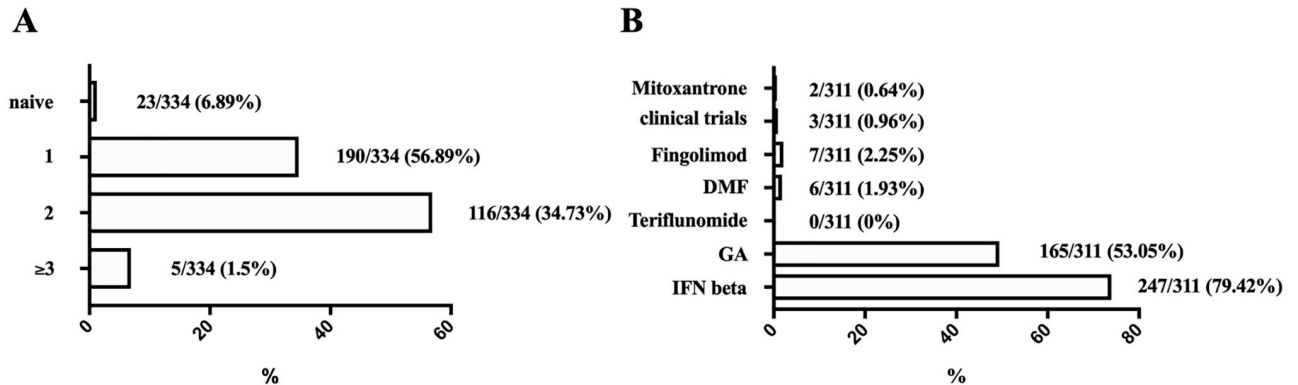 A
naive
23/334 (6.89%)
1
190/334 (56.89%)
2
116/334 (34.73%)
≥3
5/334 (1.5%)
0
20
40
60
%
B
Mitoxantrone
2/311 (0.64%)
clinical trials
3/311 (0.96%)
Fingolimod
7/311 (2.25%)
DMF
6/311 (1.93%)
Teriflunomide
0/311 (0%)
GA
165/311 (53.05%)
IFN beta
247/311 (79.42%)
0
20
40
60
80
%